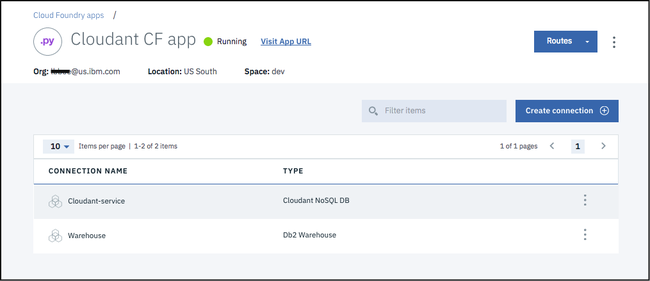 Cloud Foundry apps /
.py Cloudant CF app Running Visit App URL Routes
Org: @us.ibm.com Location: US South Space: dev
Filter items Create connection
10 Items per page | 1-2 of 2 items 1 of 1 pages 1
CONNECTION NAME TYPE
Cloudant-service Cloudant NoSQL DB
Warehouse Db2 Warehouse